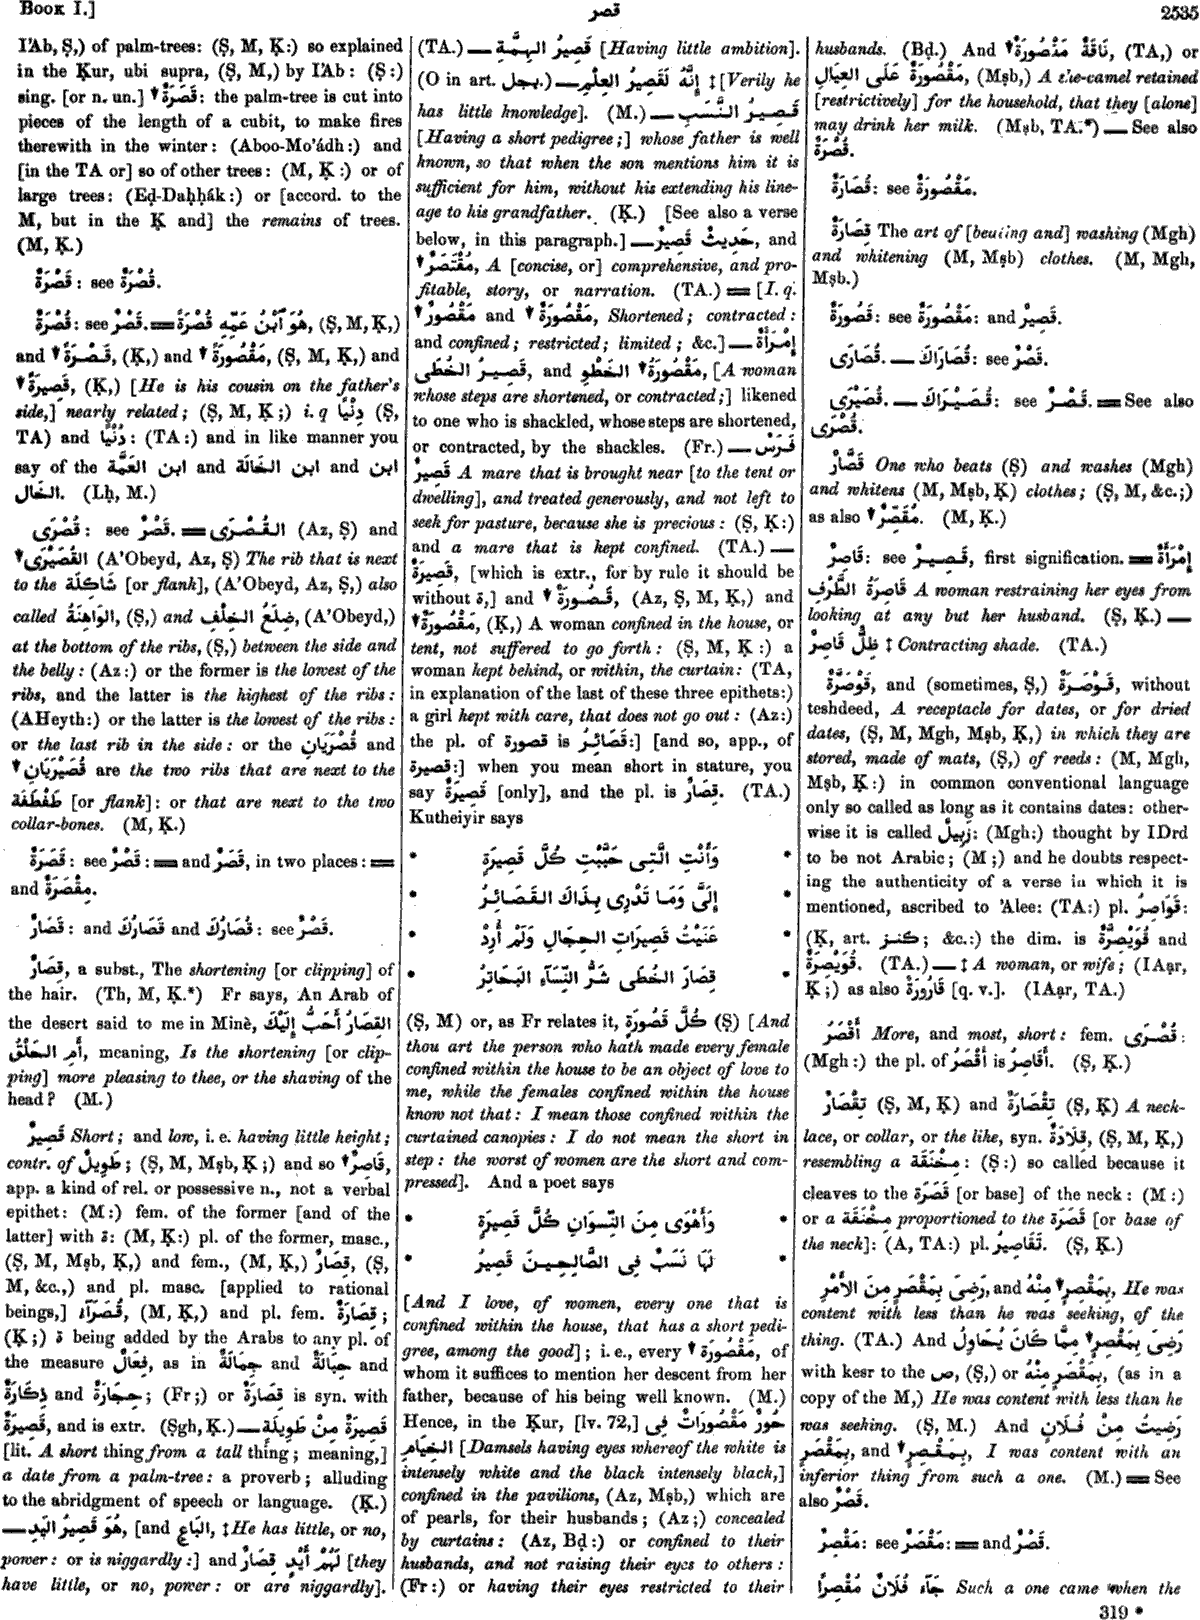 BOOK I.]
قصر
2535
I'Ab, Ṣ,) of palm-trees: (Ṣ, M, Ḳ:) so explained
in the Ḳur, ubi supra, (Ṣ, M,) by I'Ab: (Ṣ:)
sing. [or n. un.] ▼ قَصَرَةٌ: the palm-tree is cut into
pieces of the length of a cubit, to make fires
therewith in the winter: (Aboo-Mo'ádh:) and
[in the TA or] so of other trees: (M, Ḳ:) or of
large trees: (Eḍ-Ḍaḥḥák:) or [accord. to the
M, but in the Ḳ and] the remains of trees.
(M, Ḳ.)
قَصْرَةٌ: see قُصْرَةٌ.
قُصْرَةٌ: see قَصْرٌ.=هُوَ ٱبْنُ عَمِّهِ قُصْرَةً, (Ṣ, M, Ḳ,)
and ▼ قَصْرَةً, (Ḳ,) and ▼ مَقْصُورَةً, (Ṣ, M, Ḳ,) and
▼ قَصِيرَةً, (Ḳ,) [He is his cousin on the father's
side,] nearly related; (Ṣ, M, Ḳ;) i. q. دِنْيَا (Ṣ,
TA) and دُنْيَا: (TA:) and in like manner you
say of the ابن العَمَّة and ابن الخَالَة and ابن
الخَال. (Lḥ, M.)
قُصْرَى: see قَصْرٌ.=القُصْرَى (Az, Ṣ) and
▼ القُصَيْرَى (A'Obeyd, Az, Ṣ) The rib that is next
to the شَاكِلَة [or flank], (A'Obeyd, Az, Ṣ,) also
called الوَاهِنَةُ, (Ṣ,) and ضِلَعُ الخِلْفِ, (A'Obeyd,)
at the bottom of the ribs, (Ṣ,) between the side and
the belly: (Az:) or the former is the lowest of the
ribs, and the latter is the highest of the ribs:
(AHeyth:) or the latter is the lowest of the ribs:
or the last rib in the side: or the قُصْرَيَانِ and
▼ قُصَيْرَيَانِ are the two ribs that are next to the
طَفْطَفَة [or flank]: or that are next to the two
collar-bones. (M, Ḳ.)
قَصَرَةٌ: see قَصْرٌ:=and قَصَرٌ, in two places:=
and مِقْصَرَةٌ.
قَصَارٌ: and قَصَارُكَ and قُصَارُكَ: see قَصْرٌ.
قِصَارٌ, a subst., The shortening [or clipping] of
the hair. (Th, M, Ḳ.*) Fr says, An Arab of
the desert said to me in Minè, القِصَارُ أَحَبُّ إِلَيْكَ
أَمِ الحَلْقُ, meaning, Is the shortening [or clip-
ping] more pleasing to thee, or the shaving of the
head? (M.)
قَصِيرٌ Short; and low, i. e. having little height;
contr. of طَوِيلٌ; (Ṣ, M, Mṣb, Ḳ;) and so ▼ قَاصِرٌ,
app. a kind of rel. or possessive n., not a verbal
epithet: (M:) fem. of the former [and of the
latter] with ة: (M, Ḳ:) pl. of the former, masc.,
(Ṣ, M, Mṣb, Ḳ,) and fem., (M, Ḳ,) قِصَارٌ, (Ṣ,
M, &c.,) and pl. masc. [applied to rational
beings,] قُصَرَآءُ, (M, Ḳ,) and pl. fem. قِصَارَةٌ;
(Ḳ;) ة being added by the Arabs to any pl. of
the measure فِعَالٌ, as in جِمَالَةٌ and حِبَالَةٌ and
ذِكَارَةٌ and حِجَارَةٌ; (Fr;) or قِصَارَةٌ is syn. with
قَصِيرَةٌ, and is extr. (Ṣgh, Ḳ.)—قَصِيرَةٌ مِنْ طَوِيلَةٍ
[lit. A short thing from a tall thing; meaning,]
a date from a palm-tree: a proverb; alluding
to the abridgment of speech or language. (Ḳ.)
—هُوَ قَصِيرُ اليَدِ, [and البَاعِ, ‡ He has little, or no,
power: or is niggardly:] and لَهُمْ أَيْدٍ قِصَارٌ [they
have little, or no, power: or are niggardly].
(TA.)—قَصِيرُ الهِمَّةِ [Having little ambition].
(O in art. بجل.)—إِنَّهُ لَقَصِيرُ العِلْمِ ‡ [Verily he
has little knowledge]. (M.)—قَصِيرُ النَّسَبِ
[Having a short pedigree;] whose father is well
known, so that when the son mentions him it is
sufficient for him, without his extending his line-
age to his grandfather. (Ḳ.) [See also a verse
below, in this paragraph.]—حَدِيثٌ قَصِيرٌ, and
▼ مُقْتَصَرٌ, A [concise, or] comprehensive, and pro-
fitable, story, or narration. (TA.)=[I. q.
▼ مَقْصُورٌ and ▼ مَقْصُورَةٌ, Shortened; contracted:
and confined; restricted; limited; &c.]—إِمْرَأَةٌ
قَصِيرُ الخُطَى, and ▼ مَقْصُورَةُ الخَطْوِ, [A woman
whose steps are shortened, or contracted;] likened
to one who is shackled, whose steps are shortened,
or contracted, by the shackles. (Fr.)—فَرَسٌ
قَصِيرٌ A mare that is brought near [to the tent or
dwelling], and treated generously, and not left to
seek for pasture, because she is precious: (Ṣ, Ḳ:)
and a mare that is kept confined. (TA.)—
قَصِيرَةٌ, [which is extr., for by rule it should be
without ة,] and ▼ قَصُورَةٌ, (Az, Ṣ, M, Ḳ,) and
▼ مَقْصُورَةٌ, (Ḳ,) A woman confined in the house, or
tent, not suffered to go forth: (Ṣ, M, Ḳ:) a
woman kept behind, or within, the curtain: (TA,
in explanation of the last of these three epithets:)
a girl kept with care, that does not go out: (Az:)
the pl. of قصورة is قَصَائِرُ:] [and so, app., of
قصيرة:] when you mean short in stature, you
say قَصِيرَةٌ [only], and the pl. is قِصَارٌ. (TA.)
Kutheiyir says
* وَأَنْتِ الَّتِى حَبَّبْتِ كُلَّ قَصِيرَةٍ *
* إِلَىَّ وَمَا تَدْرِى بِذَاكَ القَصَائِرُ *
* عَنَيْتُ قَصِيرَاتِ الحِجَالِ وَلَمْ أُرِدْ *
* قِصَارَ الخُطَى شَرُّ النِّسَآءِ البَحَاتِرُ *
(Ṣ, M) or, as Fr relates it, كُلَّ قَصُورَةٍ (Ṣ) [And
thou art the person who hath made every female
confined within the house to be an object of love to
me, while the females confined within the house
know not that: I mean those confined within the
curtained canopies: I do not mean the short in
step: the worst of women are the short and com-
pressed]. And a poet says
* وَأَهْوَى مِنَ النِّسْوَانِ كُلَّ قَصِيرَةٍ *
* لَهَا نَسَبٌ فِى الصَّالِحِينَ قَصِيرُ *
[And I love, of women, every one that is
confined within the house, that has a short pedi-
gree, among the good]; i. e., every ▼ مَقْصُورَة, of
whom it suffices to mention her descent from her
father, because of his being well known. (M.)
Hence, in the Ḳur, [lv. 72,] حُورٌ مَقْصُورَاتٌ فِى
الخِيَامِ [Damsels having eyes whereof the white is
intensely white and the black intensely black,]
confined in the pavilions, (Az, Mṣb,) which are
of pearls, for their husbands; (Az;) concealed
by curtains: (Az, Bḍ:) or confined to their
husbands, and not raising their eyes to others:
(Fr:) or having their eyes restricted to their
husbands. (Bḍ.) And نَاقَةٌ ▼ مَقْصُورَةٌ, (TA,) or
مَقْصُورَةٌ عَلَى العِيَالِ, (Mṣb,) A she-camel retained
[restrictively] for the household, that they [alone]
may drink her milk. (Mṣb, TA.*)—See also
قُصْرَةٌ.
قُصَارَةٌ: see مَقْصُورَةٌ.
قِصَارَةٌ The art of [beating and] washing (Mgh)
and whitening (M, Mṣb) clothes. (M, Mgh,
Mṣb.)
قَصُورَةٌ: see مَقْصُورَةٌ: and قَصِيرٌ.
قُصَارَى.—قُصَارَاكَ: see قَصْرٌ.
قُصَيْرَى.—قُصَيْرَاكَ: see قَصْرٌ.=See also
قُصْرَى.
قَصَّارٌ One who beats (Ṣ) and washes (Mgh)
and whitens (M, Mṣb, Ḳ) clothes; (Ṣ, M, &c.;)
as also ▼ مُقَصِّرٌ. (M, Ḳ.)
قَاصِرٌ: see قَصِيرٌ, first signification.=إِمْرَأَةٌ
قَاصِرَةُ الطَّرْفِ A woman restraining her eyes from
looking at any but her husband. (Ṣ, Ḳ.)—
ظِلٌّ قَاصِرٌ ‡ Contracting shade. (TA.)
قَوْصَرَّةٌ, and (sometimes, Ṣ,) قَوْصَرَةٌ, without
teshdeed, A receptacle for dates, or for dried
dates, (Ṣ, M, Mgh, Mṣb, Ḳ,) in which they are
stored, made of mats, (Ṣ,) of reeds: (M, Mgh,
Mṣb, Ḳ:) in common conventional language
only so called as long as it contains dates: other-
wise it is called زَبِيلٌ: (Mgh:) thought by IDrd
to be not Arabic; (M;) and he doubts respect-
ing the authenticity of a verse in which it is
mentioned, ascribed to 'Alee: (TA:) pl. قَوَاصِرُ:
(Ḳ, art. كنز; &c.:) the dim. is قُوَيْصِرَّةٌ and
قُوَيْصِرَةٌ. (TA.)—‡ A woman, or wife; (IAạr,
Ḳ;) as also قَارُورَةٌ [q. v.]. (IAạr, TA.)
أَقْصَرُ More, and most, short: fem. قُصْرَى:
(Mgh:) the pl. of أَقْصَرُ is أَقَاصِرُ. (Ṣ, Ḳ.)
تِقْصَارٌ (Ṣ, M, Ḳ) and تِقْصَارَةٌ (Ṣ, Ḳ) A neck-
lace, or collar, or the like, syn. قِلَادَةٌ, (Ṣ, M, Ḳ,)
resembling a مِخْنَقَة: (Ṣ:) so called because it
cleaves to the قَصَرَة [or base] of the neck: (M:)
or a مِخْنَقَة proportioned to the قَصَرَة [or base of
the neck]: (A, TA:) pl. تَقَاصِيرُ. (Ṣ, Ḳ.)
رَضِىَ بِمَقْصَرٍ مِنَ الأَمْرِ, and ▼ بِمَقْصِرٍ مِنْهُ, He was
content with less than he was seeking, of the
thing. (TA.) And رَضِىَ بِمَقْصِرٍ ▼ مِمَّا كَانَ يُحَاوِلُ
with kesr to the ص, (Ṣ,) or بِمَقْصَرٍ مِنْهُ, (as in a
copy of the M,) He was content with less than he
was seeking. (Ṣ, M.) And رَضِيتُ مِنْ فُلَانٍ
بِمَقْصَرٍ, and ▼ بِمَقْصِرٍ, I was content with an
inferior thing from such a one. (M.)=See
also قَصْرٌ.
مَقْصِرٌ: see مَقْصَرٌ:=and قَصْرٌ.
جَآءَ فُلَانٌ مُقْصِرًا Such a one came when the
319 *